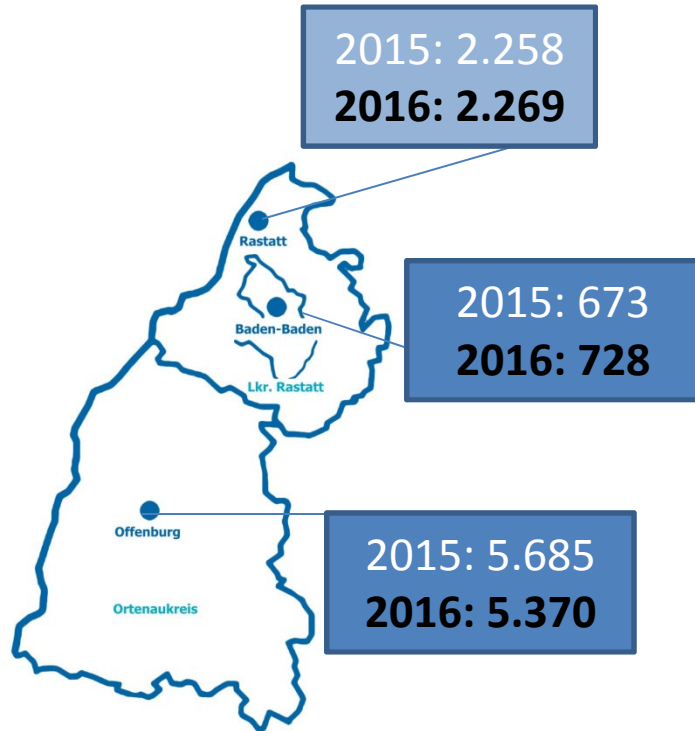 2015: 2.258
2016: 2.269
Rastatt
2015: 673
2016: 728
Baden-Baden
Lkr. Rastatt
Offenburg
2015: 5.685
2016: 5.370
Ortenaukreis